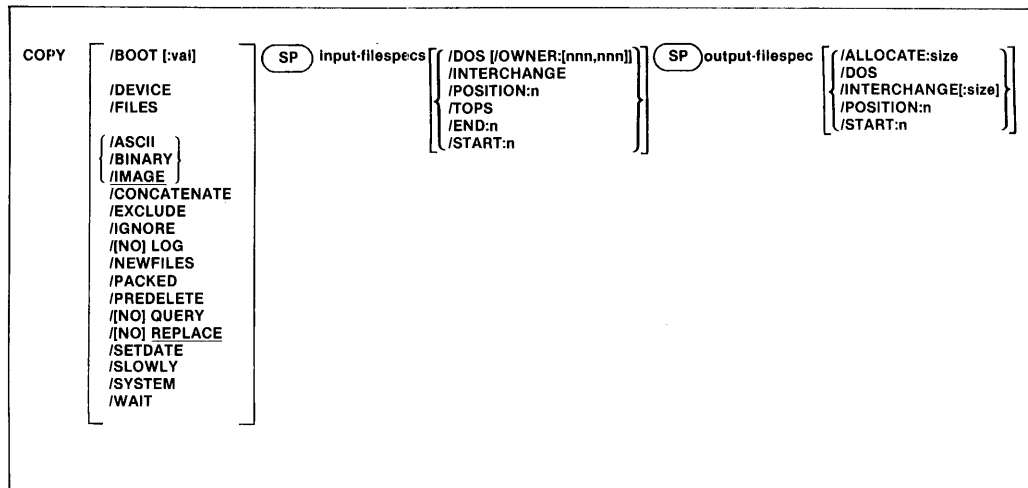 COPY /BOOT [:val] SP input-filespecs /DOS [/OWNER:[nnn,nnn]] SP output-filespec /ALLOCATE:size
/INTERCHANGE /DOS
/DEVICE /POSITION:n /INTERCHANGE[:size]
/FILES /TOPS /POSITION:n
/END:n /START:n
/ASCII /START:n
/BINARY
/IMAGE
/CONCATENATE
/EXCLUDE
/IGNORE
/[NO] LOG
/NEWFILES
/PACKED
/PREDELETE
/[NO] QUERY
/[NO] REPLACE
/SETDATE
/SLOWLY
/SYSTEM
/WAIT